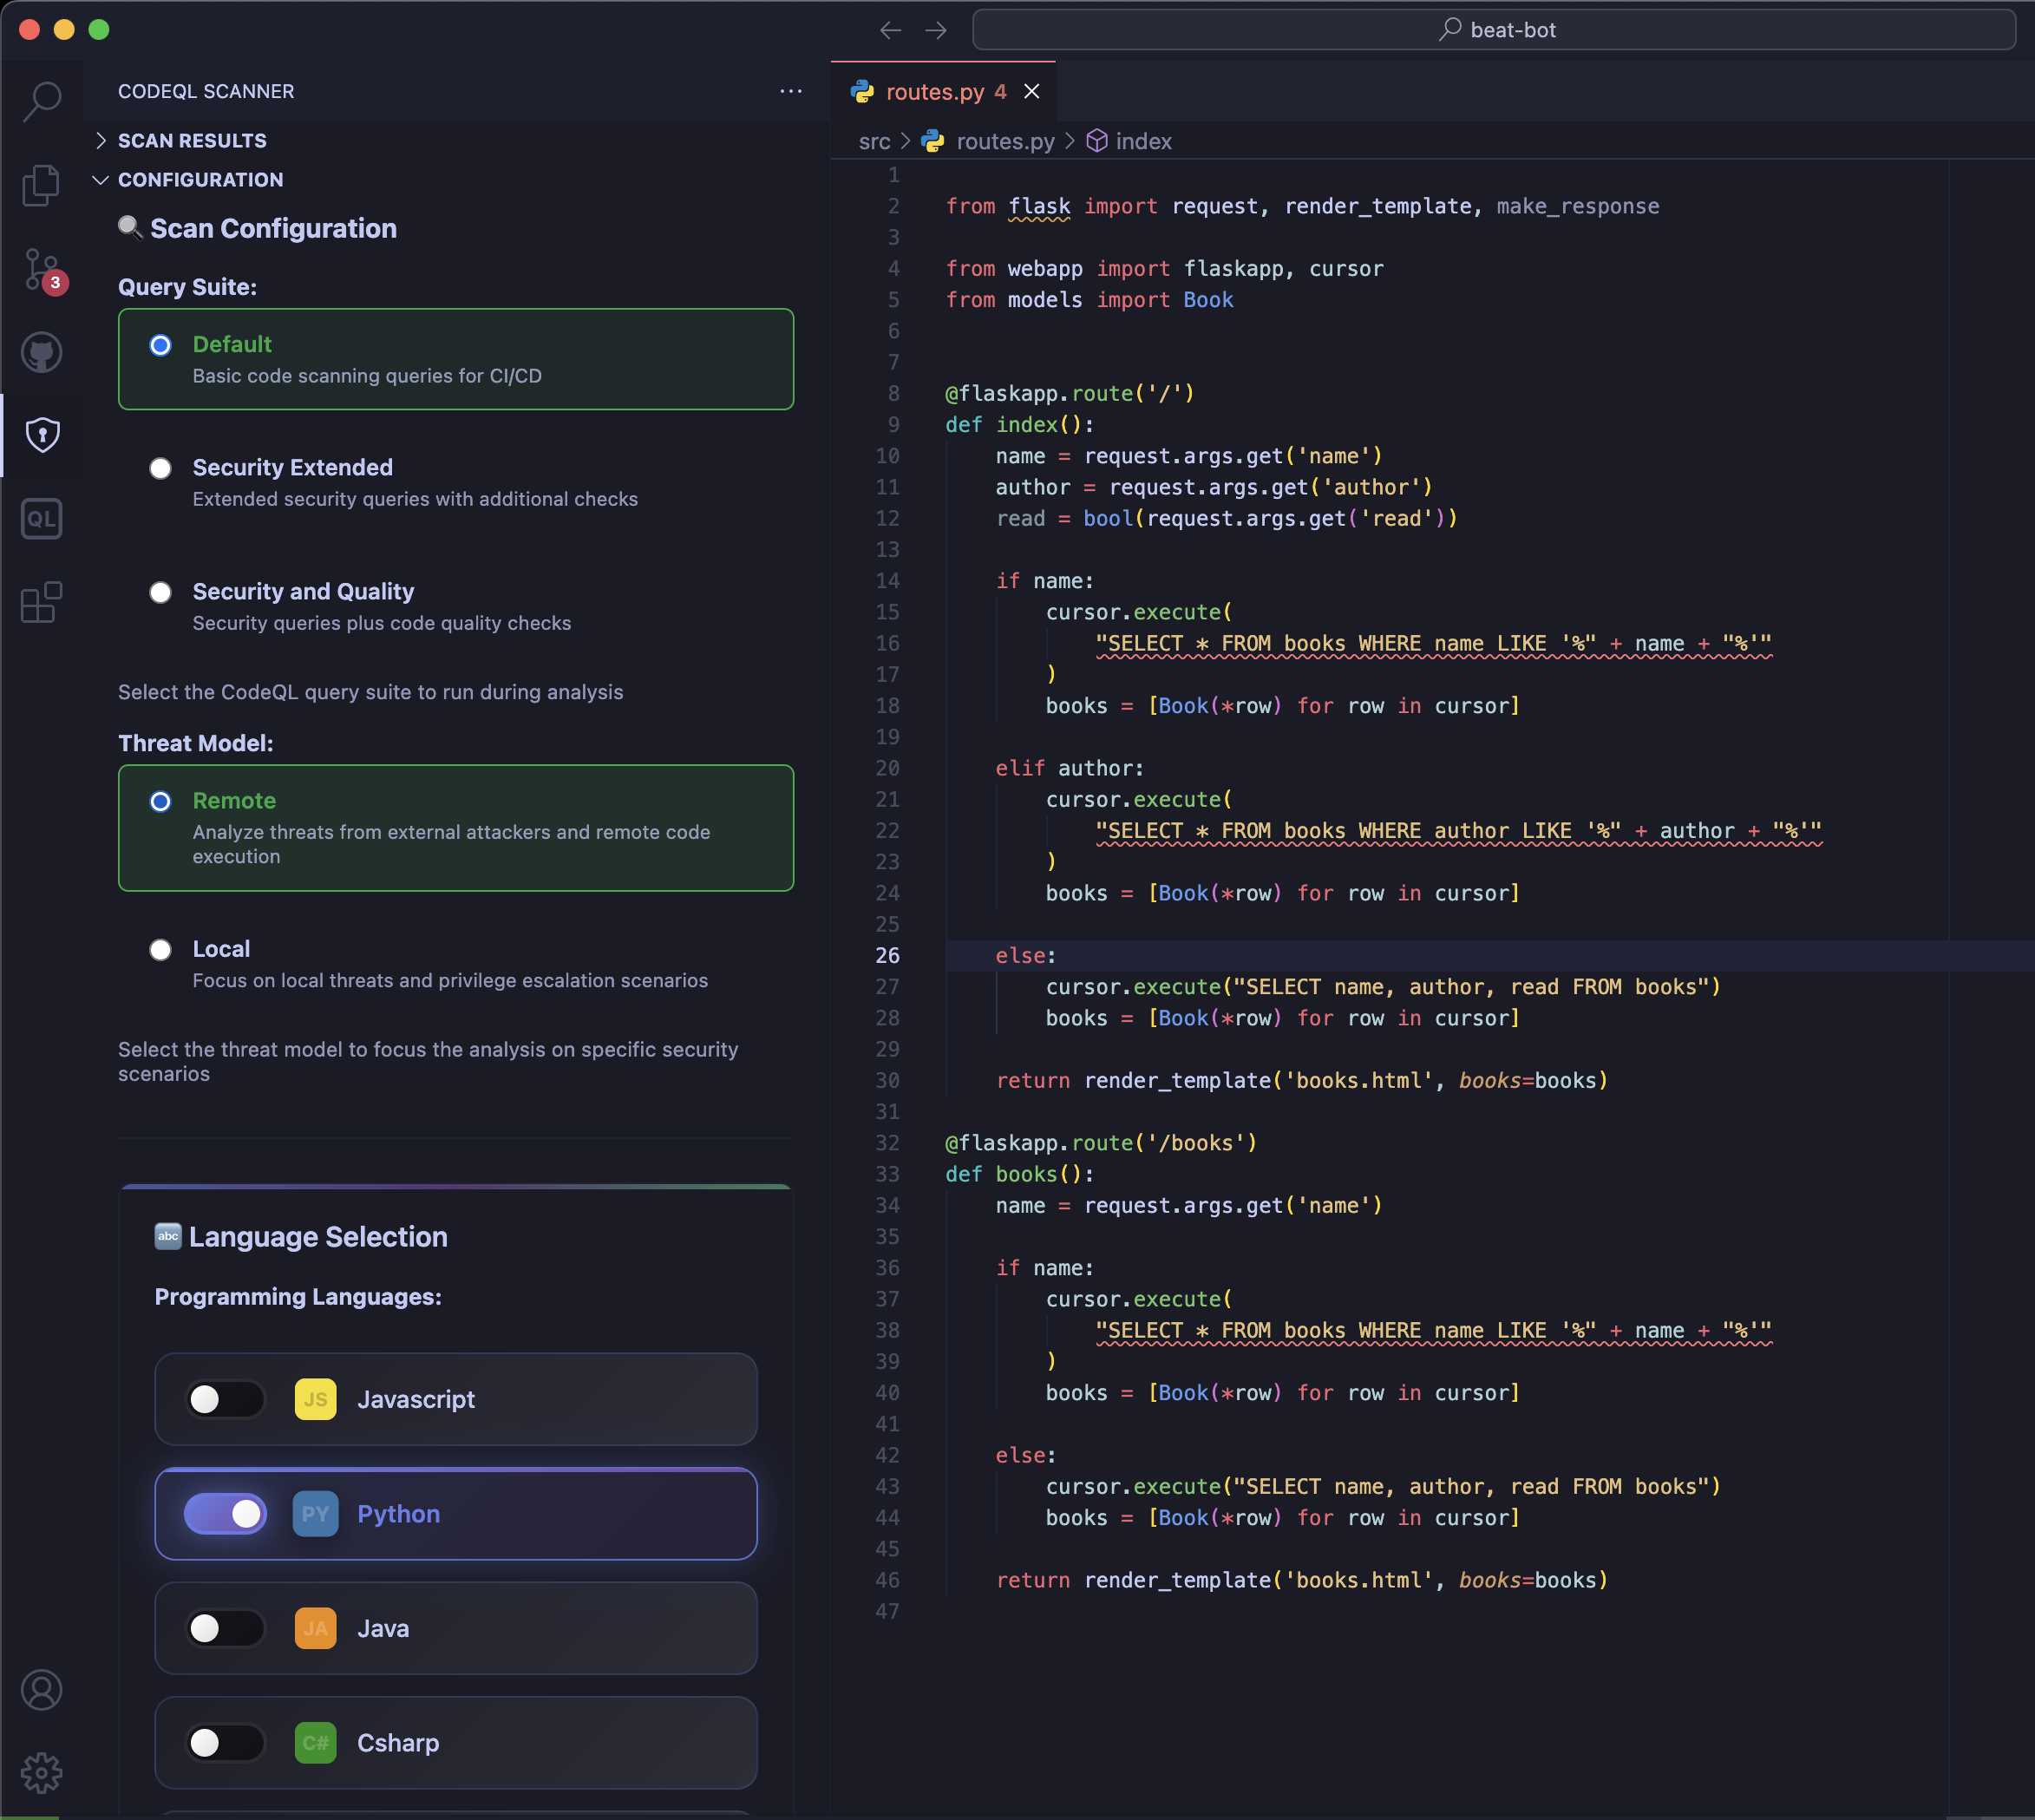 beat-bot
CODEQL SCANNER
SCAN RESULTS
CONFIGURATION
Scan Configuration
Query Suite:
Default
Basic code scanning queries for CI/CD
Security Extended
Extended security queries with additional checks
Security and Quality
Security queries plus code quality checks
Select the CodeQL query suite to run during analysis
Threat Model:
Remote
Analyze threats from external attackers and remote code
execution
Local
Focus on local threats and privilege escalation scenarios
Select the threat model to focus the analysis on specific security
scenarios
abc Language Selection
Programming Languages:
JS Javascript
PY Python
JA Java
C# Csharp
3
QL
routes.py 4
src > routes.py > index
1
2 from flask import request, render_template, make_response
3
4 from webapp import flaskapp, cursor
5 from models import Book
6
7
8 @flaskapp.route('/')
9 def index():
10     name = request.args.get('name')
11     author = request.args.get('author')
12     read = bool(request.args.get('read'))
13
14     if name:
15         cursor.execute(
16             "SELECT * FROM books WHERE name LIKE '%" + name + "%'"
17         )
18         books = [Book(*row) for row in cursor]
19
20     elif author:
21         cursor.execute(
22             "SELECT * FROM books WHERE author LIKE '%" + author + "%'"
23         )
24         books = [Book(*row) for row in cursor]
25
26     else:
27         cursor.execute("SELECT name, author, read FROM books")
28         books = [Book(*row) for row in cursor]
29
30     return render_template('books.html', books=books)
31
32 @flaskapp.route('/books')
33 def books():
34     name = request.args.get('name')
35
36     if name:
37         cursor.execute(
38             "SELECT * FROM books WHERE name LIKE '%" + name + "%'"
39         )
40         books = [Book(*row) for row in cursor]
41
42     else:
43         cursor.execute("SELECT name, author, read FROM books")
44         books = [Book(*row) for row in cursor]
45
46     return render_template('books.html', books=books)
47